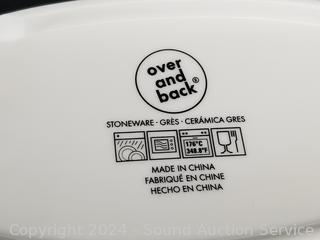 over
and
back®
STONEWARE · GRÈS · CERÁMICA GRES
176°C
348.8°F
MADE IN CHINA
FABRIQUÉ EN CHINE
HECHO EN CHINA
Copyright 2024 - Sound Auction Service